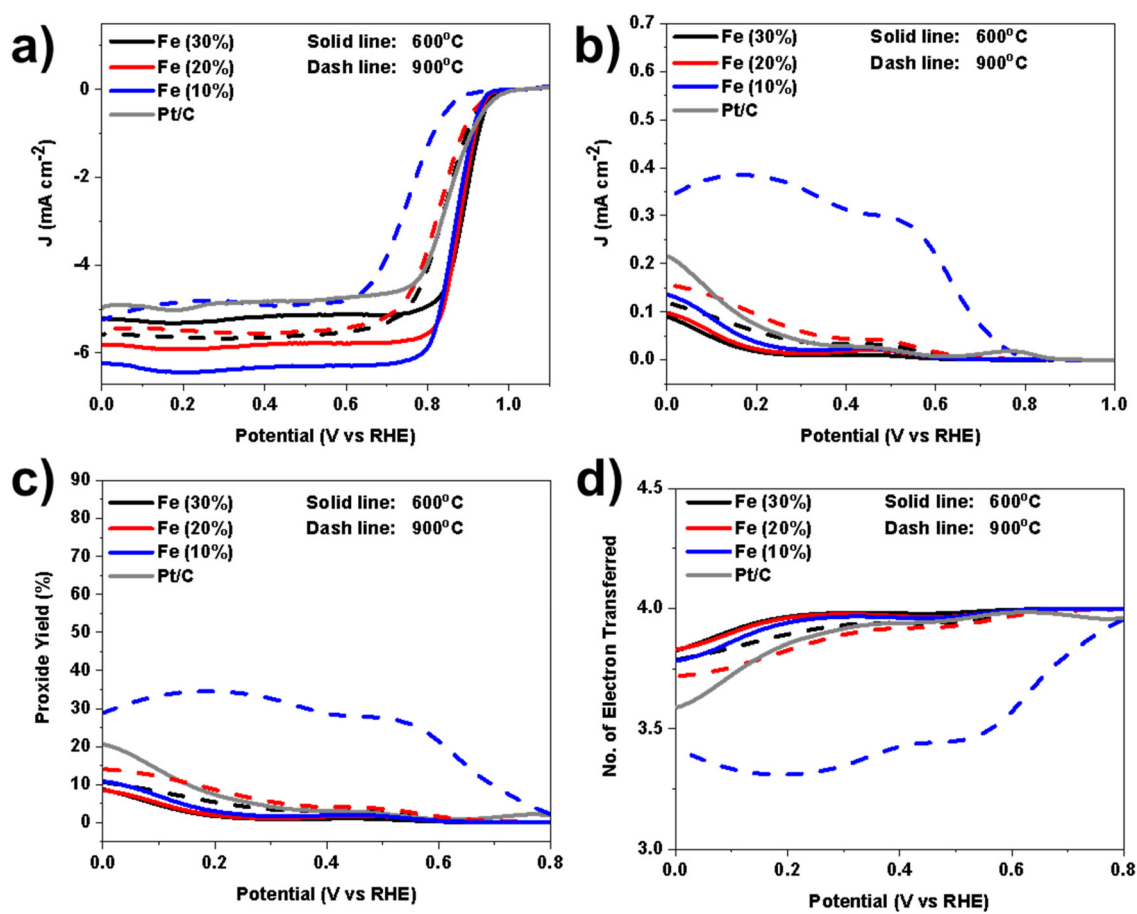 a)
Fe (30%) Solid line: 600°C
Fe (20%) Dash line: 900°C
Fe (10%)
Pt/C
0
-2
-4
-6
J (mA cm-2)
0.0 0.2 0.4 0.6 0.8 1.0
Potential (V vs RHE)
b)
Fe (30%) Solid line: 600°C
Fe (20%) Dash line: 900°C
Fe (10%)
Pt/C
0.7
0.6
0.5
0.4
0.3
0.2
0.1
0.0
J (mA cm-2)
0.0 0.2 0.4 0.6 0.8 1.0
Potential (V vs RHE)
c)
Fe (30%) Solid line: 600°C
Fe (20%) Dash line: 900°C
Fe (10%)
Pt/C
90
80
70
60
50
40
30
20
10
0
Proxide Yield (%)
0.0 0.2 0.4 0.6 0.8
Potential (V vs RHE)
d)
Fe (30%) Solid line: 600°C
Fe (20%) Dash line: 900°C
Fe (10%)
Pt/C
4.5
4.0
3.5
3.0
No. of Electron Transferred
0.0 0.2 0.4 0.6 0.8
Potential (V vs RHE)